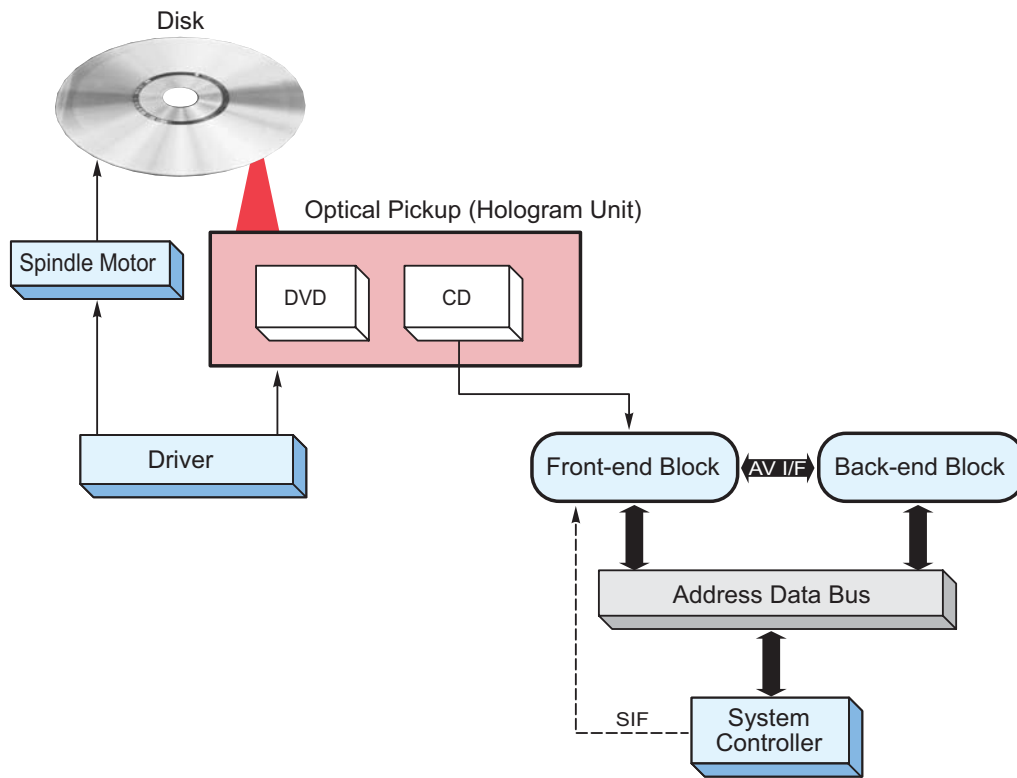 Disk
Optical Pickup (Hologram Unit)
Spindle Motor
DVD
CD
Driver
Front-end Block
AV I/F
Back-end Block
Address Data Bus
SIF
System
Controller